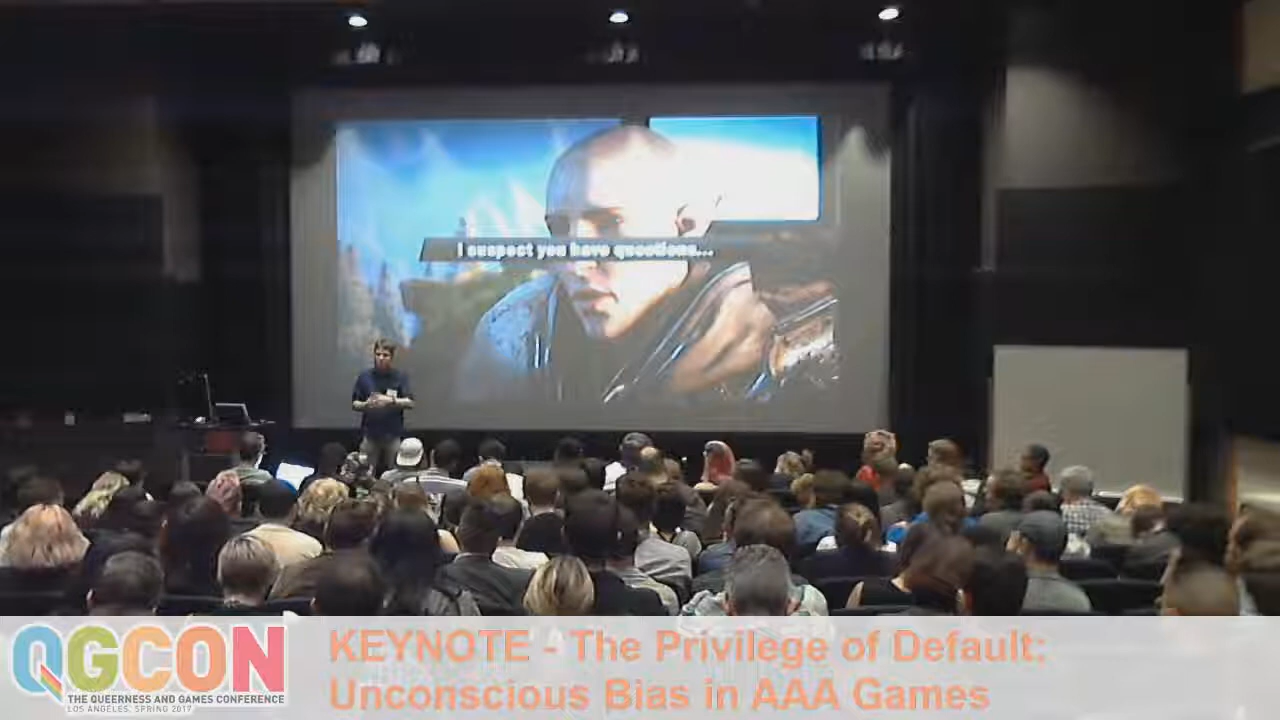 I suspect you have questions...
QGCON
THE QUEERNESS AND GAMES CONFERENCE
LOS ANGELES, SPRING 2017
KEYNOTE - The Privilege of Default:
Unconscious Bias in AAA Games